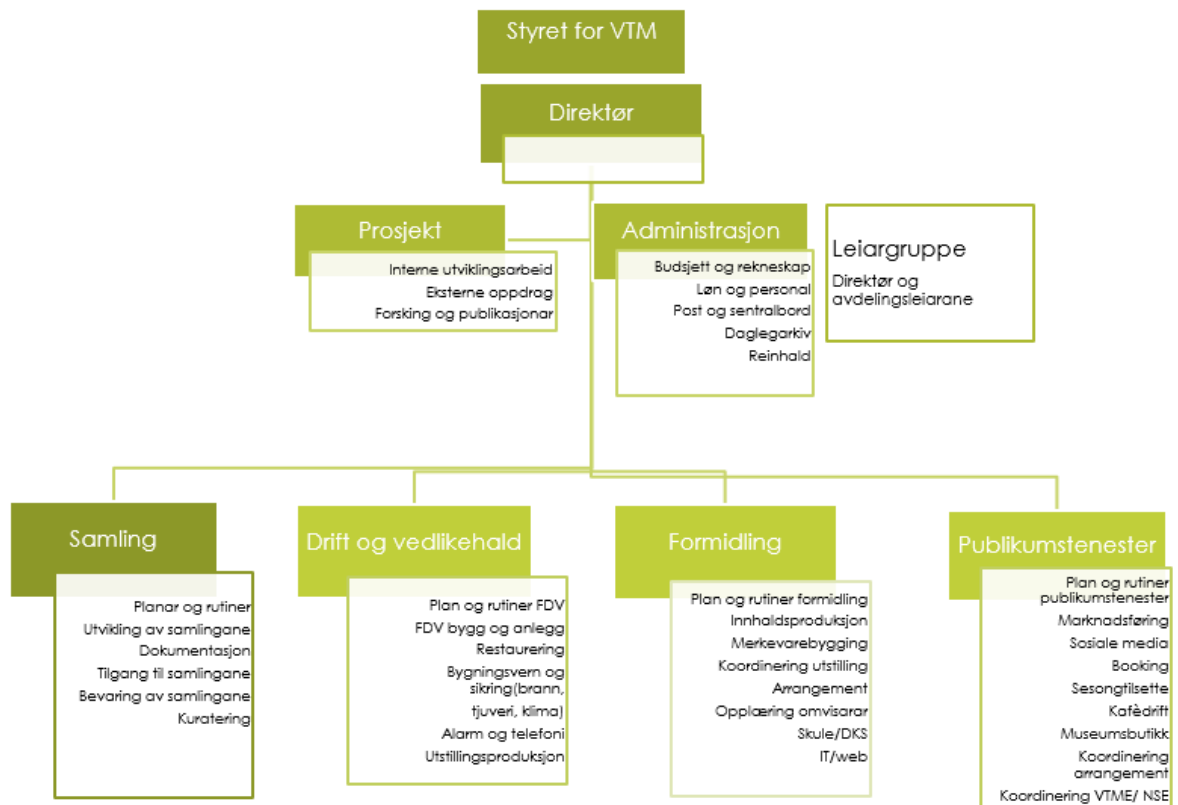 Styret for VTM
Direktør
Prosjekt
Interne utviklingsarbeid
Eksterne oppdrag
Forsking og publikasjonar
Administrasjon
Budsjett og rekneskap
Løn og personal
Post og sentralbord
Daglegarkiv
Reinhald
Leiargruppe
Direktør og
avdelingsleiarane
Samling
Planar og rutiner
Utvikling av samlingane
Dokumentasjon
Tilgang til samlingane
Bevaring av samlingane
Kuratering
Drift og vedlikehald
Plan og rutiner FDV
FDV bygg og anlegg
Restaurering
Bygningsvern og
sikring(brann,
tjuveri, klima)
Alarm og telefoni
Utstillingsproduksjon
Formidling
Plan og rutiner formidling
Innhaldsproduksjon
Merkevarebygging
Koordinering utstilling
Arrangement
Opplæring omvisarar
Skule/DKS
IT/web
Publikumstenester
Plan og rutiner
publikumstenester
Marknadsføring
Sosiale media
Booking
Sesongtilsette
Kafèdrift
Museumsbutikk
Koordinering
arrangement
Koordinering VTME/ NSE